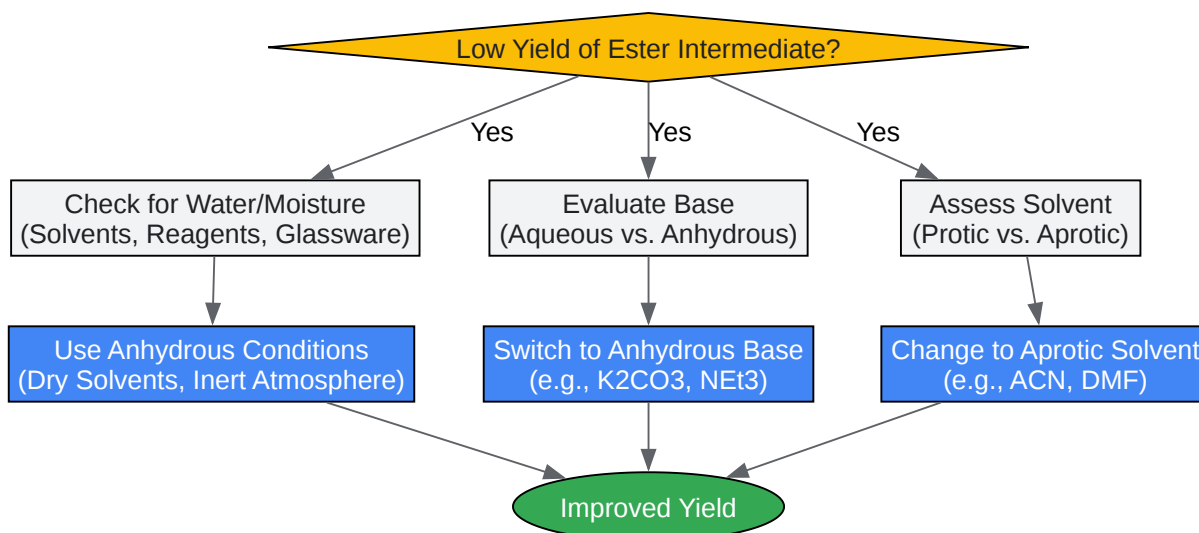 Low Yield of Ester Intermediate?
Yes
Yes
Yes
Check for Water/Moisture
(Solvents, Reagents, Glassware)
Evaluate Base
(Aqueous vs. Anhydrous)
Assess Solvent
(Protic vs. Aprotic)
Use Anhydrous Conditions
(Dry Solvents, Inert Atmosphere)
Switch to Anhydrous Base
(e.g., K2CO3, NEt3)
Change to Aprotic Solvent
(e.g., ACN, DMF)
Improved Yield